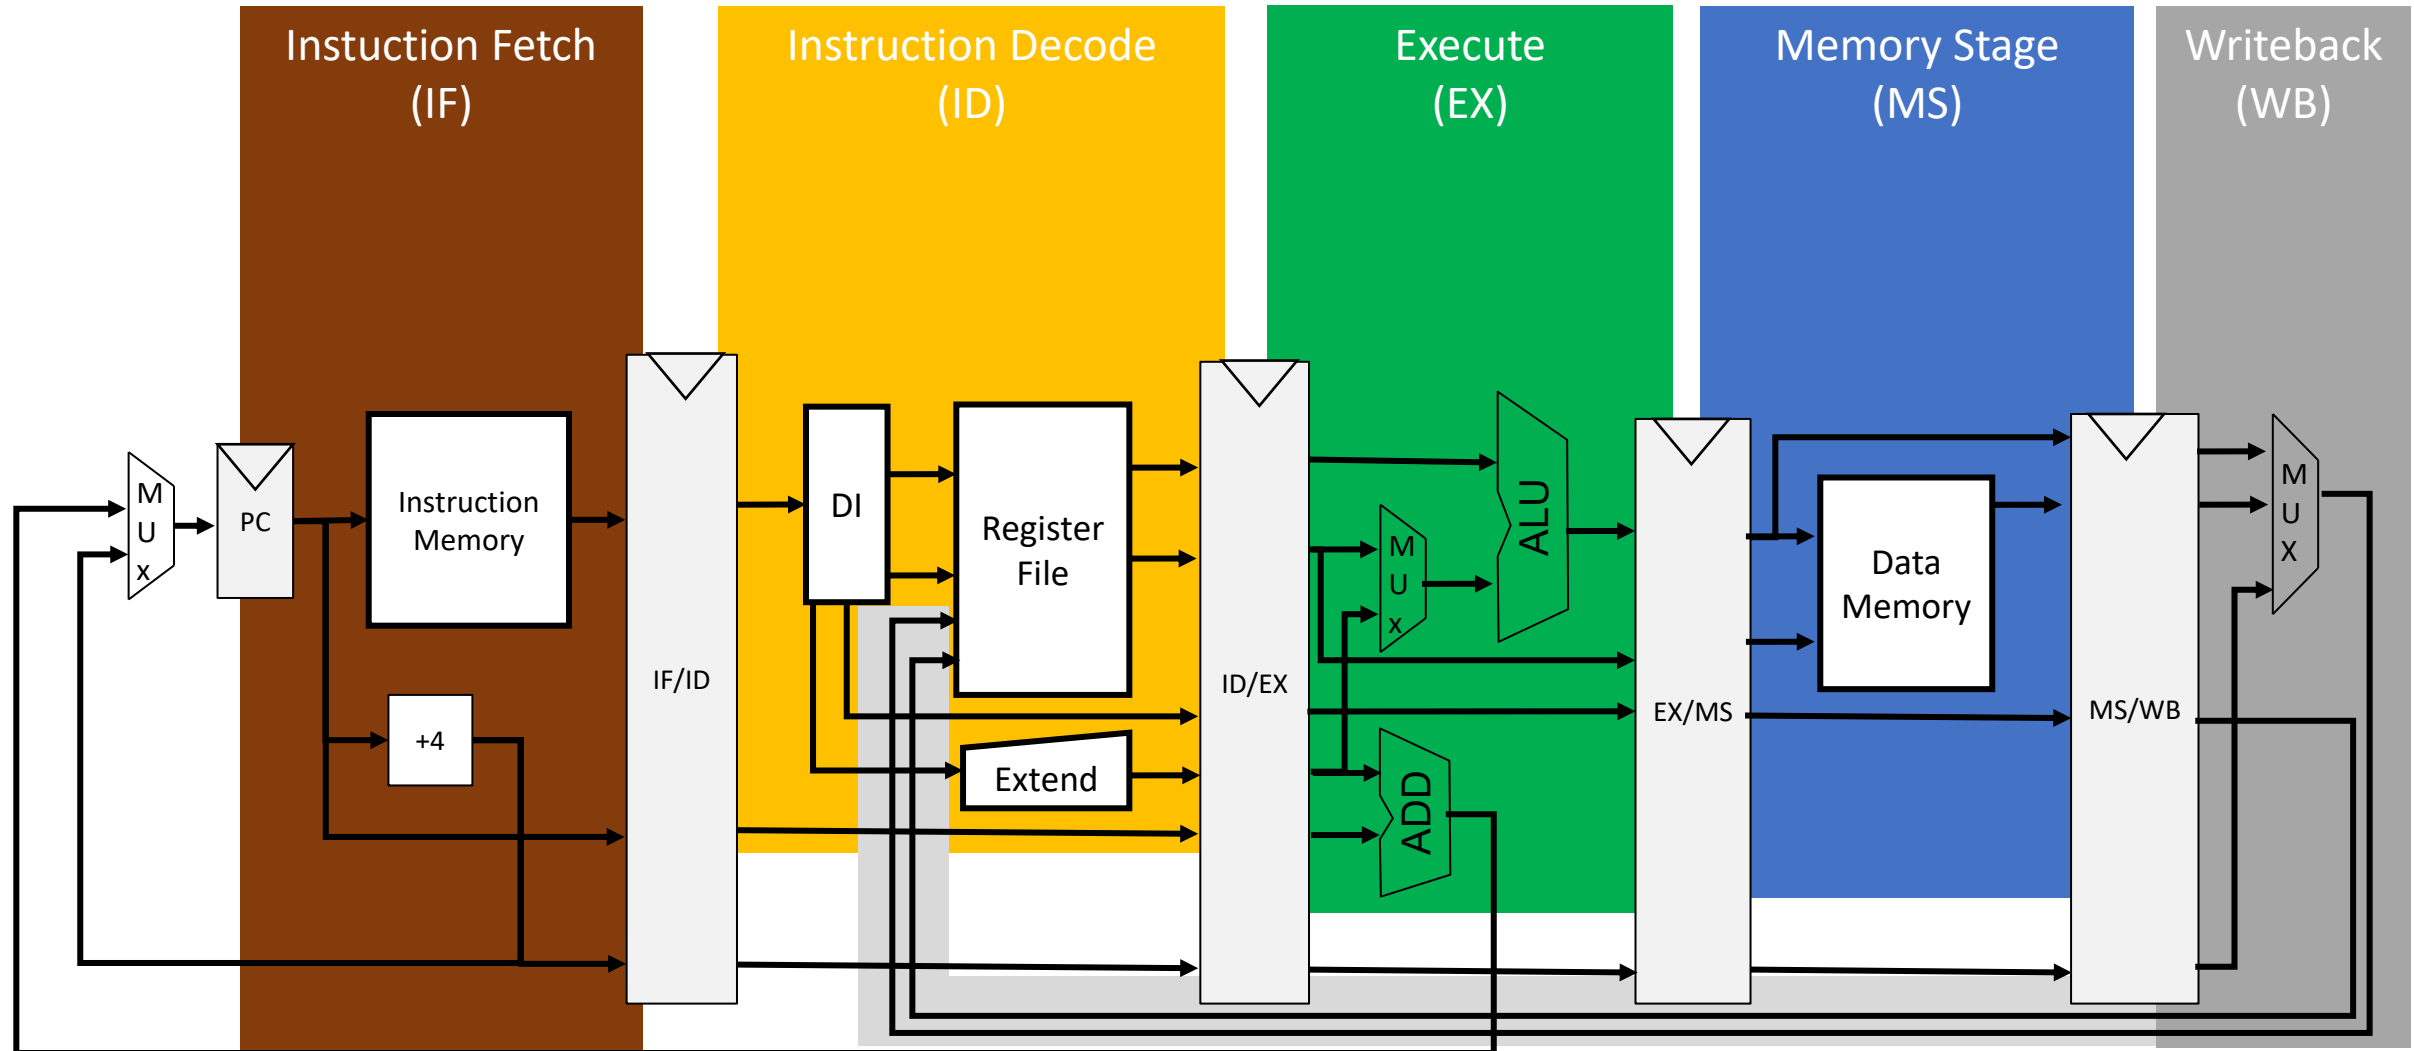 Instuction Fetch
(IF)
Instruction Decode
(ID)
Execute
(EX)
Memory Stage
(MS)
Writeback
(WB)
M
U
x
PC
Instruction
Memory
+4
IF/ID
DI
Register
File
Extend
ID/EX
M
U
x
ALU
ADD
EX/MS
Data
Memory
MS/WB
M
U
X